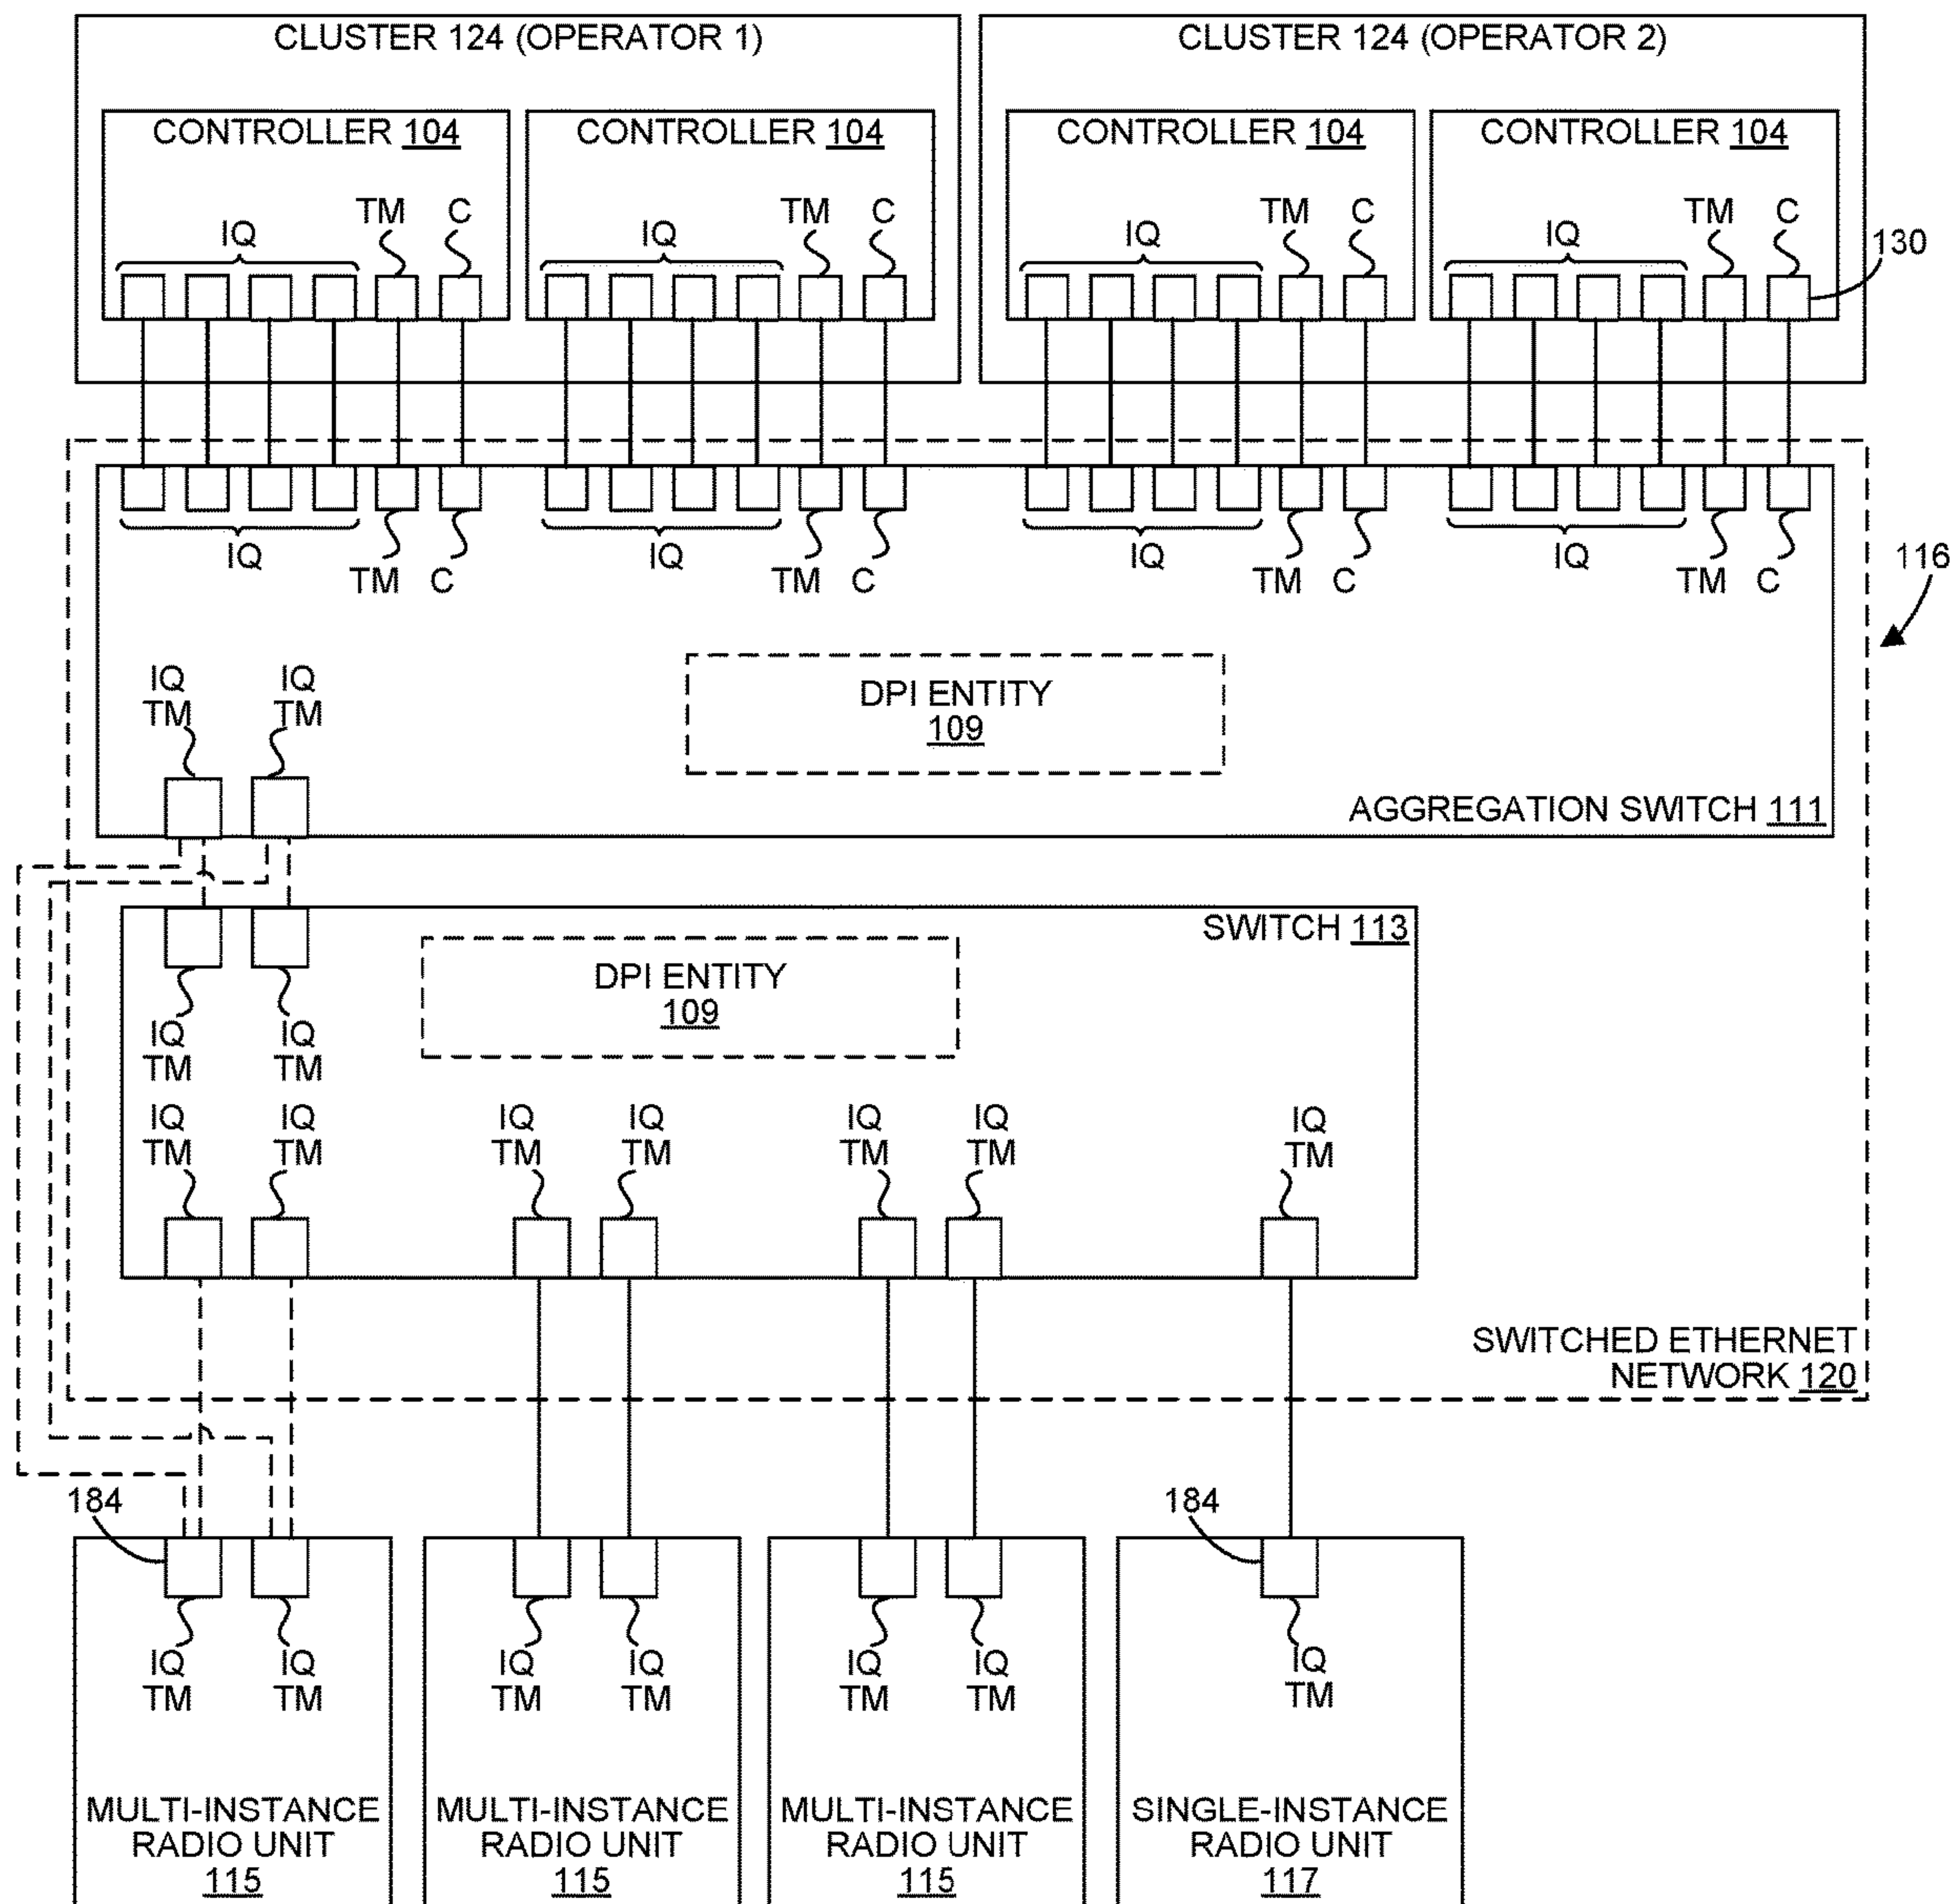 CLUSTER 124 (OPERATOR 1)
CLUSTER 124 (OPERATOR 2)
CONTROLLER 104
CONTROLLER 104
CONTROLLER 104
CONTROLLER 104
IQ
TM
C
IQ
TM
C
IQ
TM
C
IQ
TM
C
130
IQ
TM
C
IQ
TM
C
IQ
TM
C
IQ
TM
C
116
IQ
TM
IQ
TM
DPI ENTITY
109
AGGREGATION SWITCH 111
SWITCH 113
DPI ENTITY
109
IQ
TM
IQ
TM
IQ
TM
IQ
TM
IQ
TM
IQ
TM
IQ
TM
IQ
TM
IQ
TM
SWITCHED ETHERNET
NETWORK 120
184
184
IQ
TM
IQ
TM
IQ
TM
IQ
TM
IQ
TM
IQ
TM
IQ
TM
MULTI-INSTANCE
RADIO UNIT
115
MULTI-INSTANCE
RADIO UNIT
115
MULTI-INSTANCE
RADIO UNIT
115
SINGLE-INSTANCE
RADIO UNIT
117